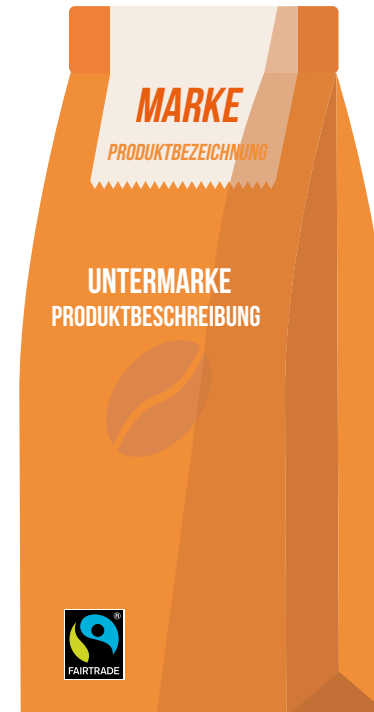 MARKE
PRODUKTBEZEICHNUNG
UNTERMARKE
PRODUKTBESCHREIBUNG
®
FAIRTRADE